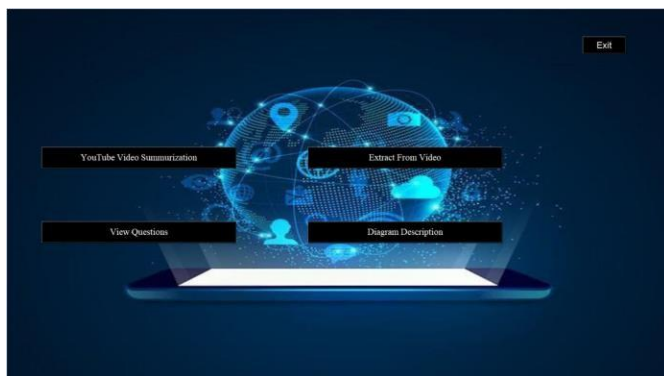 Exit
YouTube Video Summurization
Extract From Video
View Questions
Diagram Description